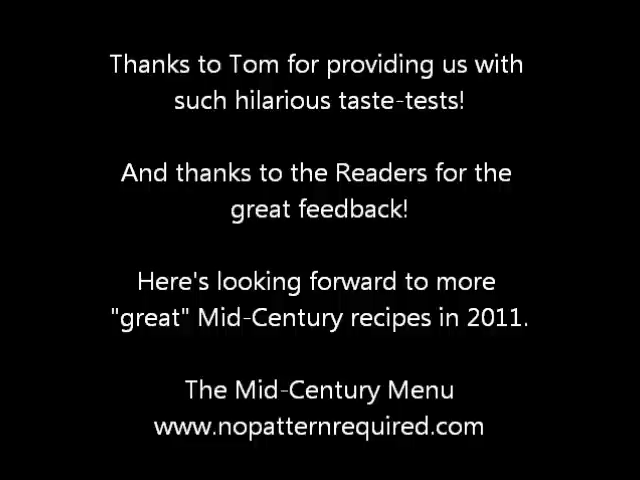 Thanks to Tom for providing us with
such hilarious taste-tests!
And thanks to the Readers for the
great feedback!
Here's looking forward to more
"great" Mid-Century recipes in 2011.
The Mid-Century Menu
www.nopatternrequired.com